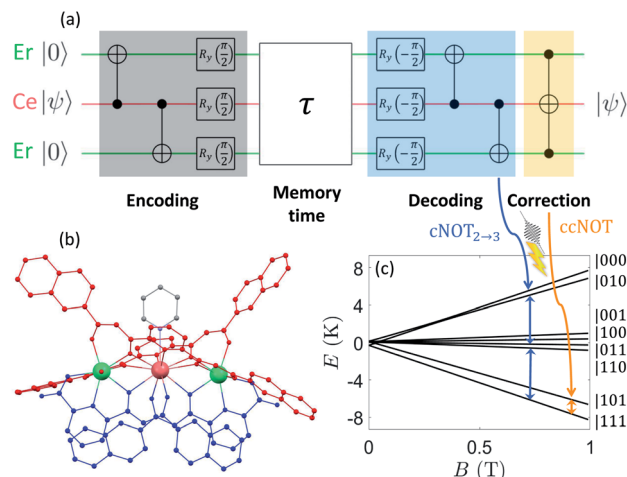 (a)
Er |0⟩
Ce |ψ⟩
Er |0⟩
R_y(π/2)
R_y(π/2)
R_y(π/2)
τ
R_y(−π/2)
R_y(−π/2)
R_y(−π/2)
|ψ⟩
Encoding
Memory
time
Decoding
Correction
cNOT₂→₃
ccNOT
(b)
(c)
E (K)
8
4
0
-4
-8
0
0.5
1
B (T)
|000
|010
|001
|100
|011
|110
|101
|111